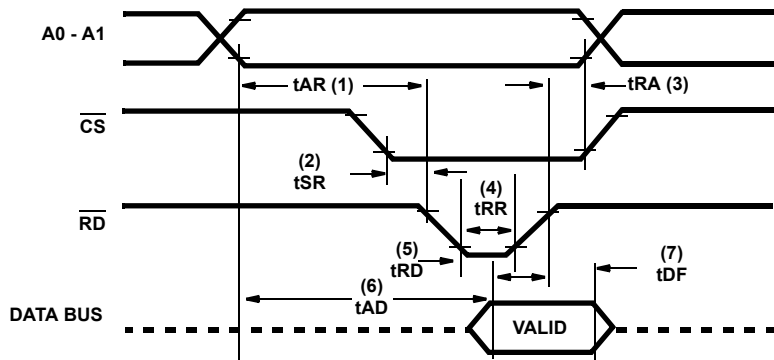 A0 - A1
tAR (1)
tRA (3)
CS
(2)
tSR
(4)
tRR
RD
(5)
tRD
(7)
tDF
(6)
tAD
DATA BUS
VALID